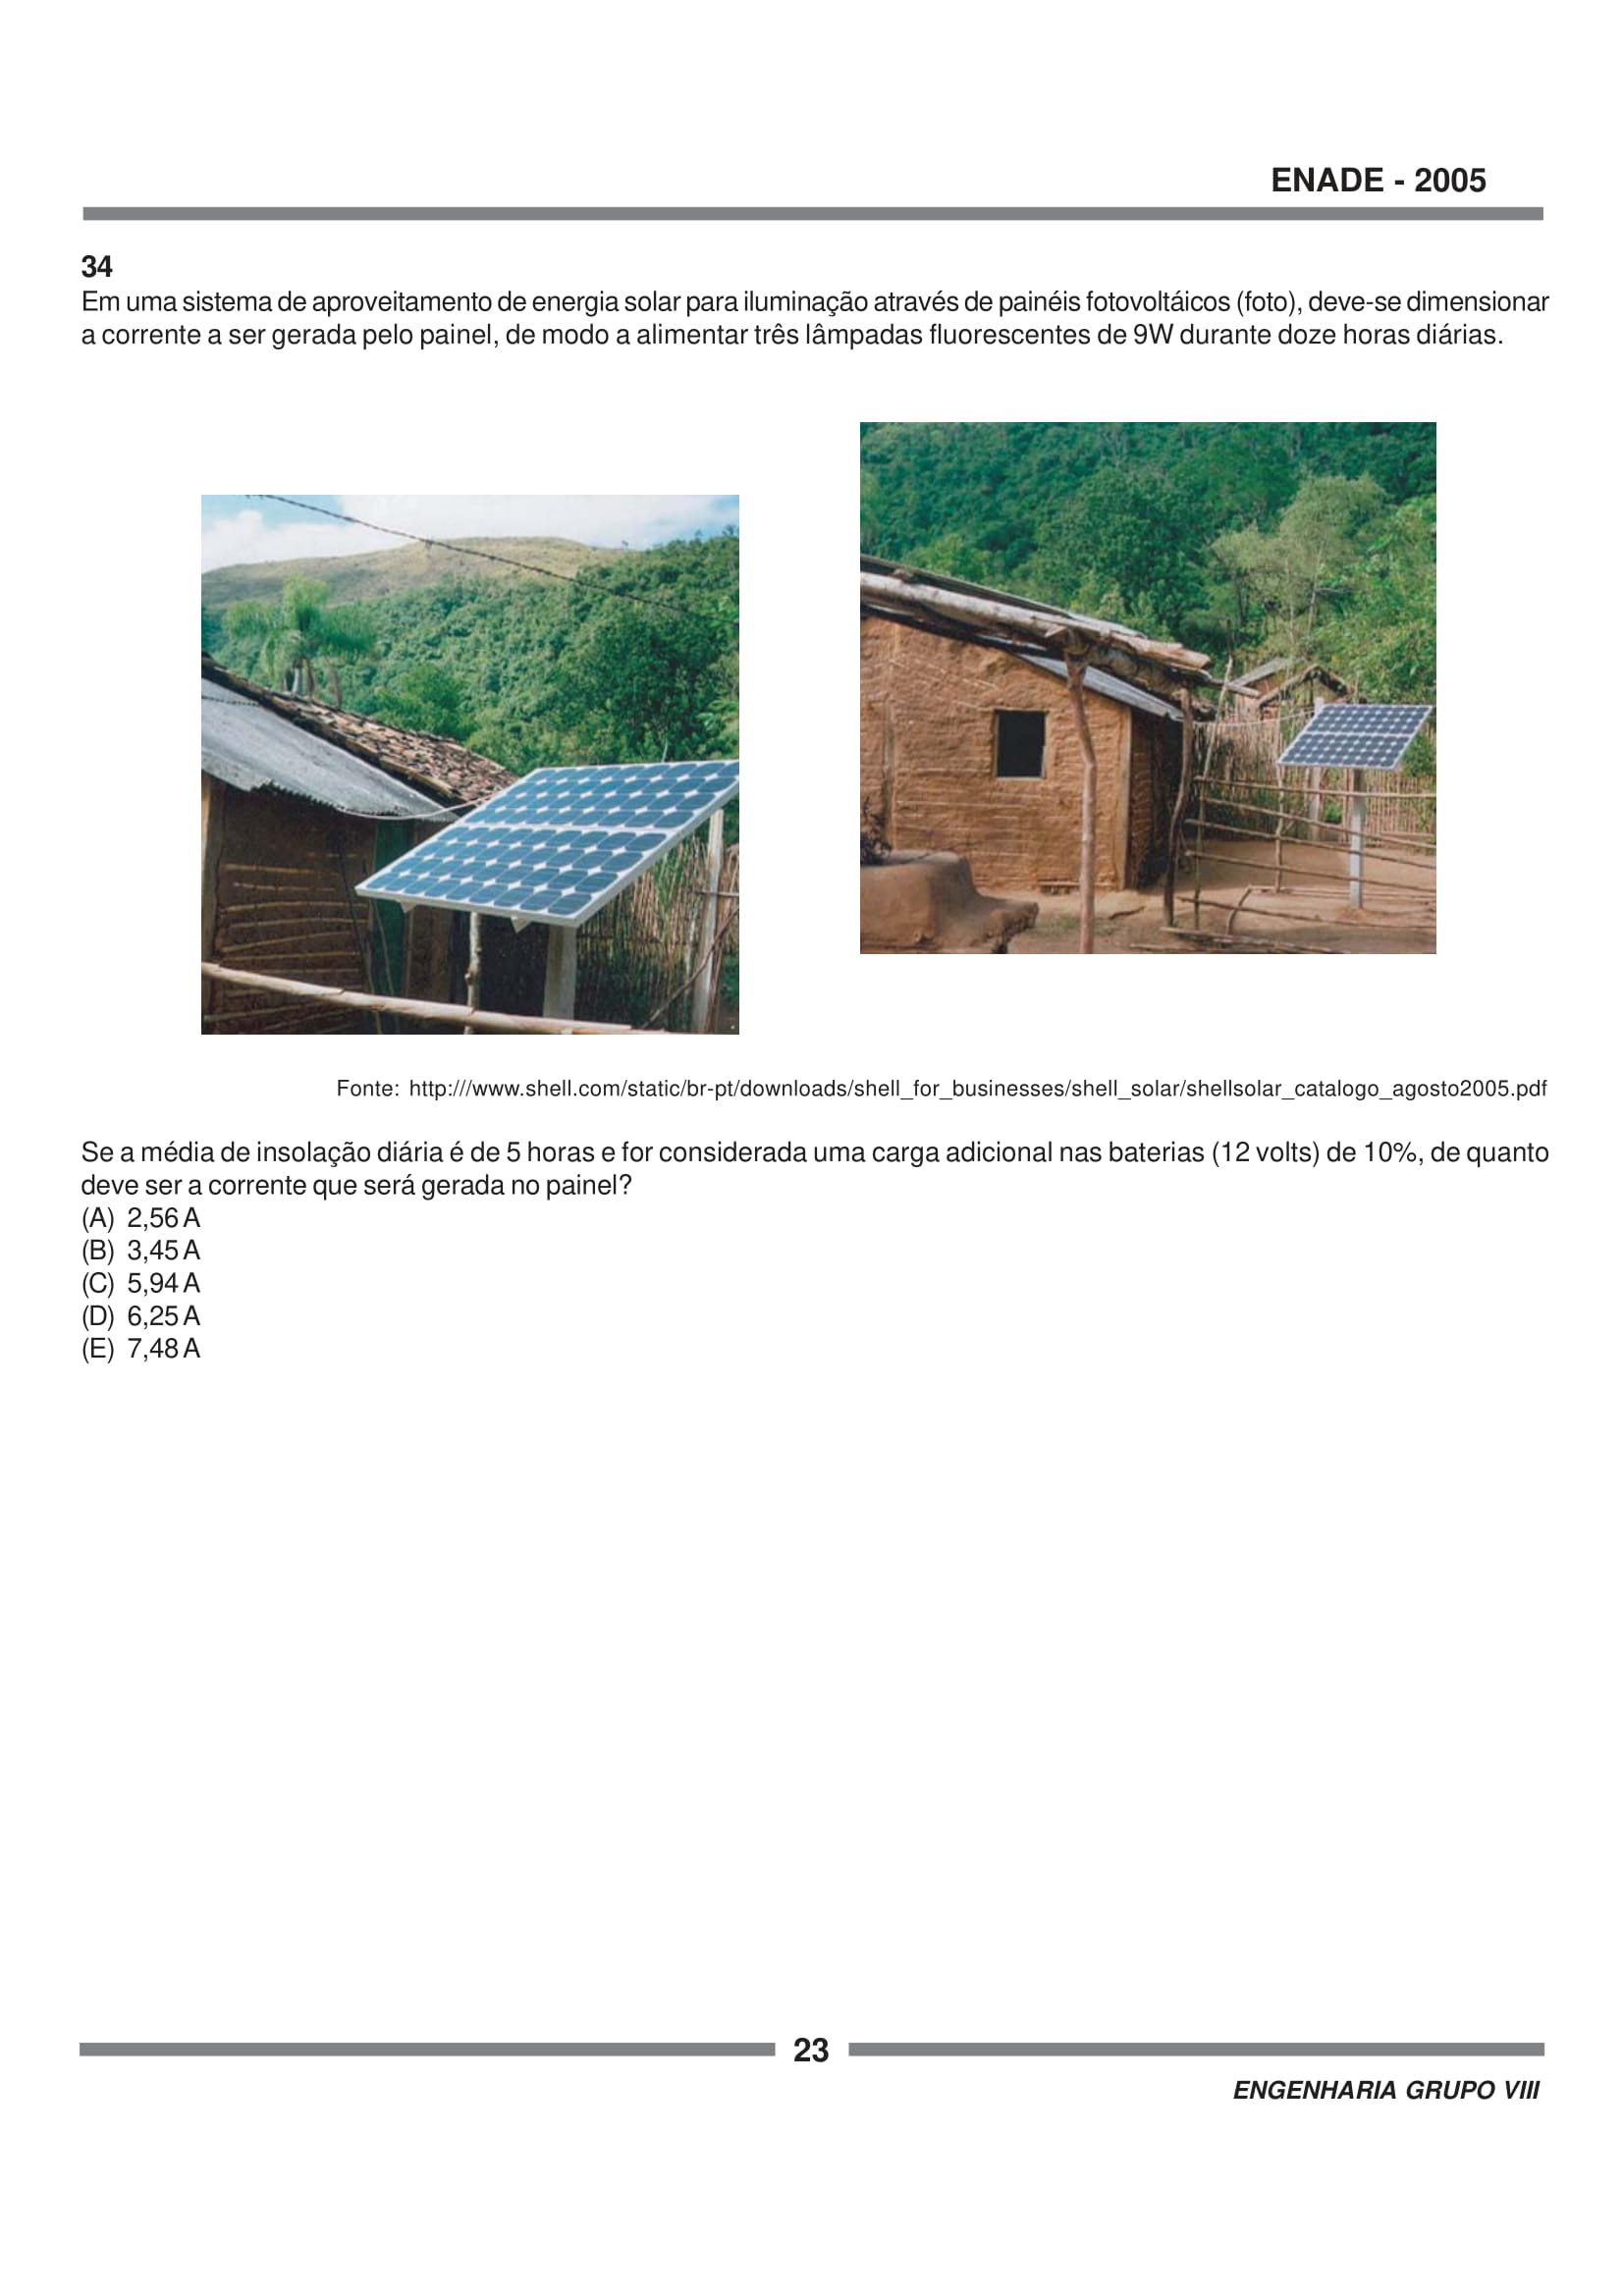 ENADE - 2005
34
Em uma sistema de aproveitamento de energia solar para iluminação através de painéis fotovoltáicos (foto), deve-se dimensionar
a corrente a ser gerada pelo painel, de modo a alimentar três lâmpadas fluorescentes de 9W durante doze horas diárias.
Fonte: http:///www.shell.com/static/br-pt/downloads/shell_for_businesses/shell_solar/shellsolar_catalogo_agosto2005.pdf
Se a média de insolação diária é de 5 horas e for considerada uma carga adicional nas baterias (12 volts) de 10%, de quanto
deve ser a corrente que será gerada no painel?
(A) 2,56 A
(B) 3,45 A
(C) 5,94 A
(D) 6,25 A
(E) 7,48 A
23
ENGENHARIA GRUPO VIII